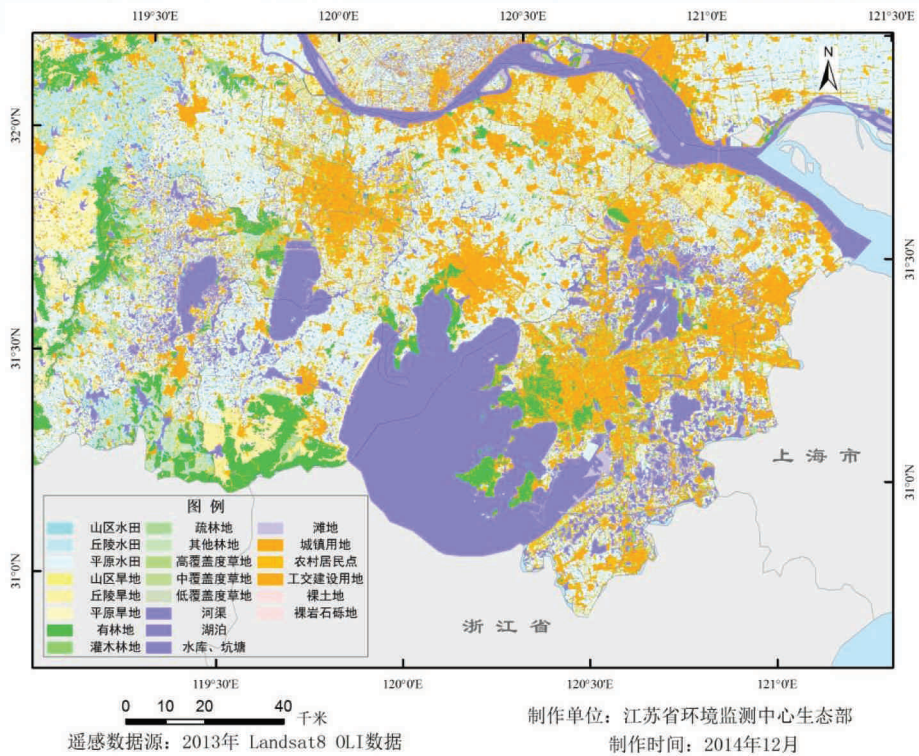 119°30'E 120°0'E 120°30'E 121°0'E 121°30'E
N
32°0'N
31°30'N
31°30'N
31°0'N
31°0'N
上海市
浙江省
图例
山区水田 疏林地 滩地
丘陵水田 其他林地 城镇用地
平原水田 高覆盖度草地 农村居民点
山区旱地 中覆盖度草地 工交建设用地
丘陵旱地 低覆盖度草地 裸土地
平原旱地 河渠 裸岩石砾地
有林地 湖泊
灌木林地 水库、坑塘
119°30'E 120°0'E 120°30'E 121°0'E
0 10 20 40
千米
遥感数据源：2013年 Landsat8 OLI数据
制作单位：江苏省环境监测中心生态部
制作时间：2014年12月